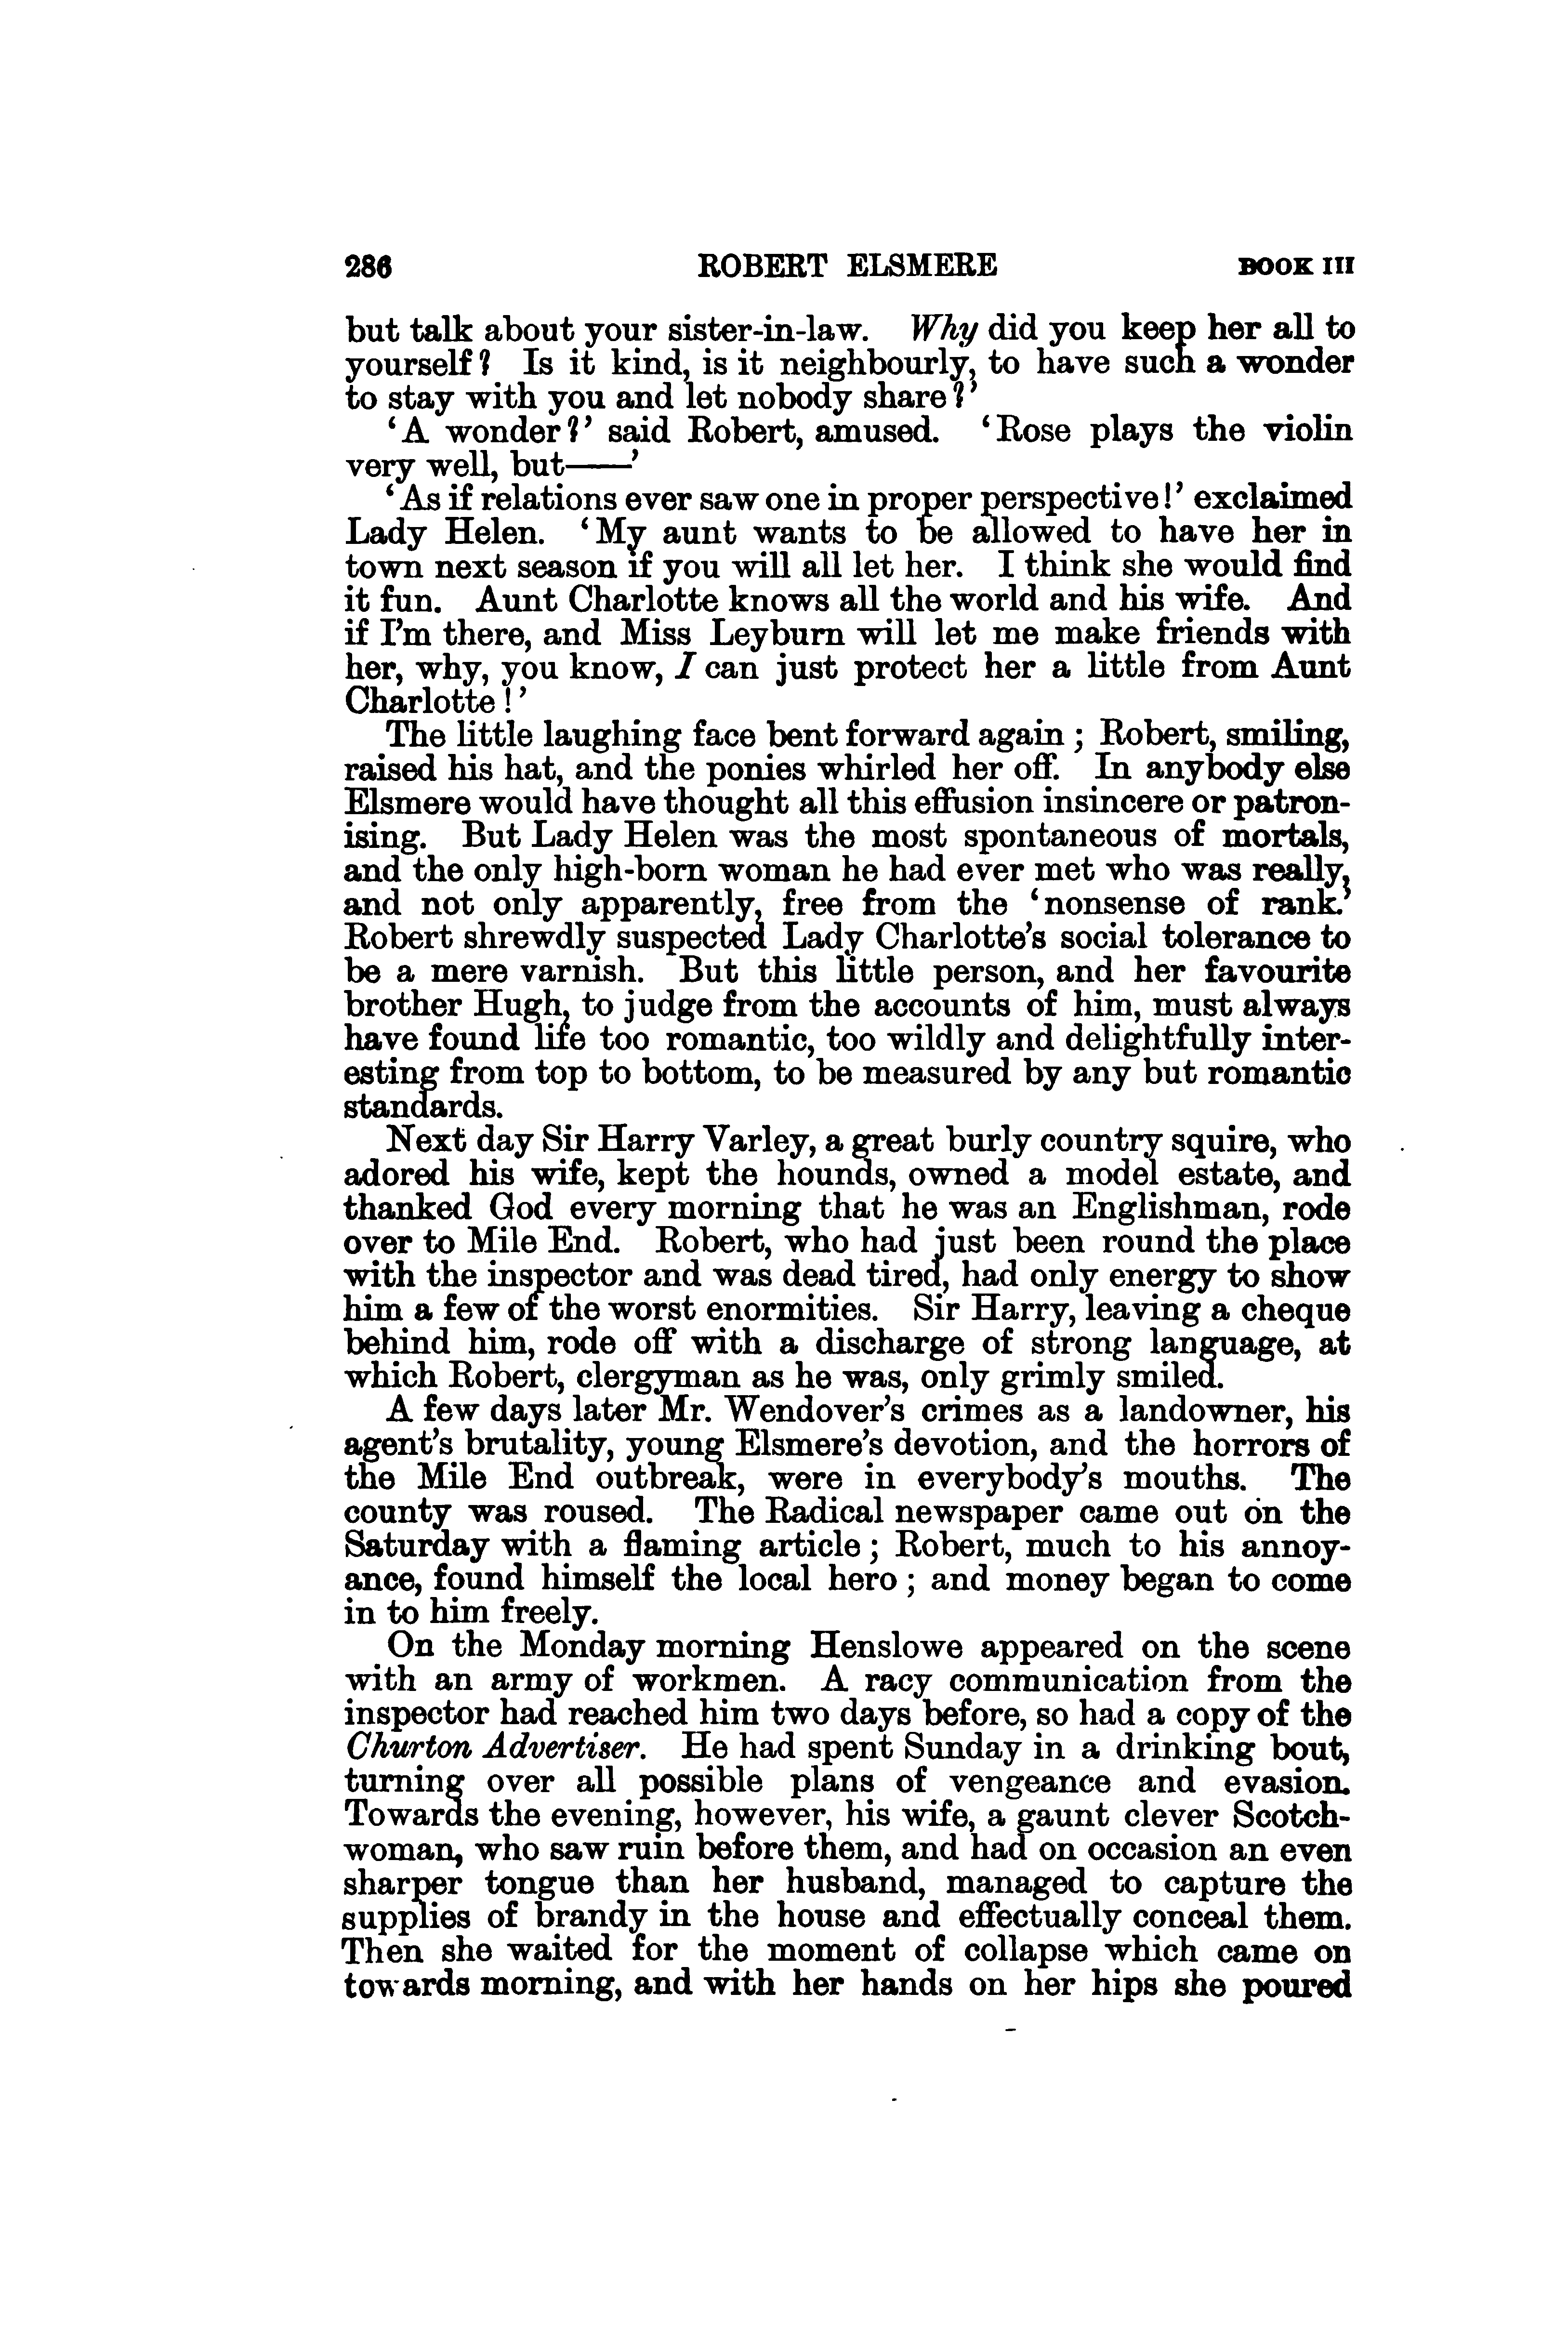 286 ROBERT ELSMERE BOOK III
but talk about your sister-in-law. Why did you keep her all to
yourself? Is it kind, is it neighbourly, to have such a wonder
to stay with you and let nobody share?’
‘A wonder?’ said Robert, amused. ‘Rose plays the violin
very well, but——’
‘As if relations ever saw one in proper perspective!’ exclaimed
Lady Helen. ‘My aunt wants to be allowed to have her in
town next season if you will all let her. I think she would find
it fun. Aunt Charlotte knows all the world and his wife. And
if I’m there, and Miss Leyburn will let me make friends with
her, why, you know, I can just protect her a little from Aunt
Charlotte!’
The little laughing face bent forward again; Robert, smiling,
raised his hat, and the ponies whirled her off. In anybody else
Elsmere would have thought all this effusion insincere or patron-
ising. But Lady Helen was the most spontaneous of mortals,
and the only high-born woman he had ever met who was really,
and not only apparently, free from the ‘nonsense of rank.’
Robert shrewdly suspected Lady Charlotte’s social tolerance to
be a mere varnish. But this little person, and her favourite
brother Hugh, to judge from the accounts of him, must always
have found life too romantic, too wildly and delightfully inter-
esting from top to bottom, to be measured by any but romantic
standards.
Next day Sir Harry Varley, a great burly country squire, who
adored his wife, kept the hounds, owned a model estate, and
thanked God every morning that he was an Englishman, rode
over to Mile End. Robert, who had just been round the place
with the inspector and was dead tired, had only energy to show
him a few of the worst enormities. Sir Harry, leaving a cheque
behind him, rode off with a discharge of strong language, at
which Robert, clergyman as he was, only grimly smiled.
A few days later Mr. Wendover’s crimes as a landowner, his
agent’s brutality, young Elsmere’s devotion, and the horrors of
the Mile End outbreak, were in everybody’s mouths. The
county was roused. The Radical newspaper came out on the
Saturday with a flaming article; Robert, much to his annoy-
ance, found himself the local hero; and money began to come
in to him freely.
On the Monday morning Henslowe appeared on the scene
with an army of workmen. A racy communication from the
inspector had reached him two days before, so had a copy of the
Churton Advertiser. He had spent Sunday in a drinking bout,
turning over all possible plans of vengeance and evasion.
Towards the evening, however, his wife, a gaunt clever Scotch-
woman, who saw ruin before them, and had on occasion an even
sharper tongue than her husband, managed to capture the
supplies of brandy in the house and effectually conceal them.
Then she waited for the moment of collapse which came on
towards morning, and with her hands on her hips she poured